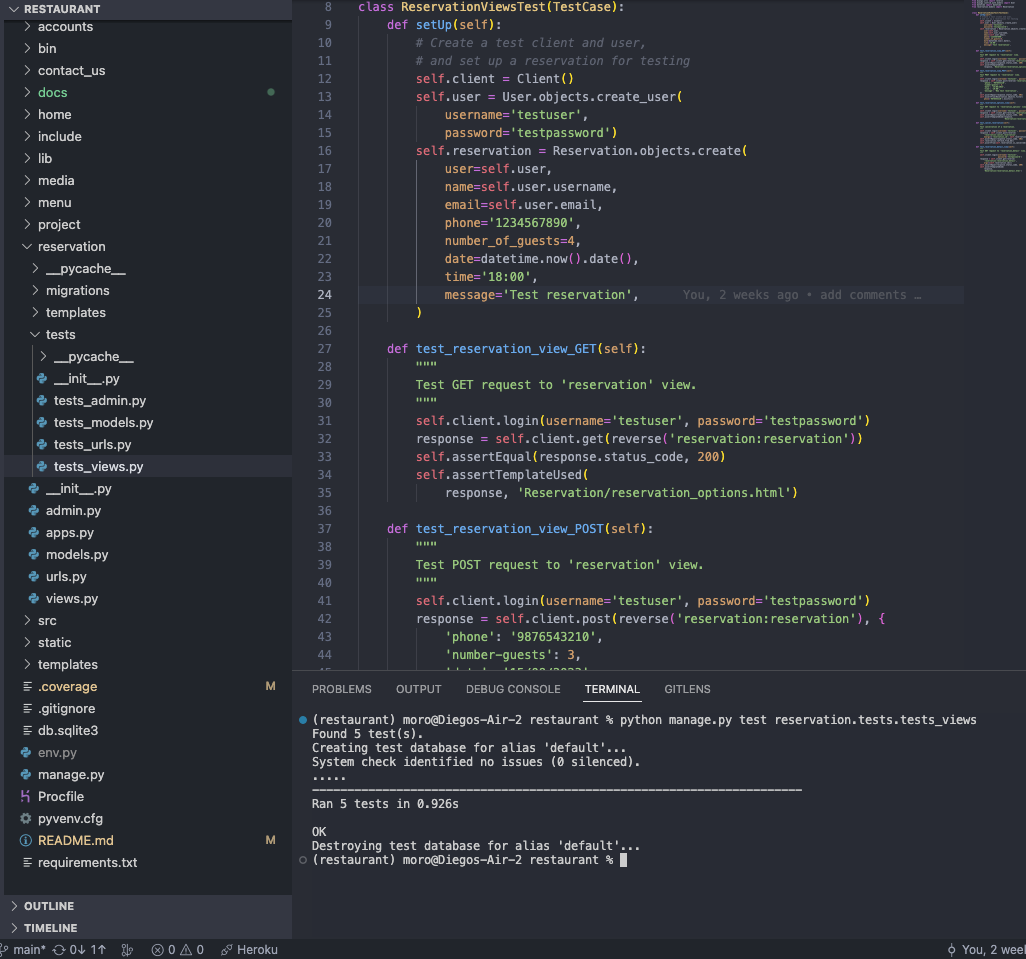 RESTAURANT
accounts
bin
contact_us
docs
home
include
lib
media
menu
project
reservation
__pycache__
migrations
templates
tests
__pycache__
__init__.py
tests_admin.py
tests_models.py
tests_urls.py
tests_views.py
__init__.py
admin.py
apps.py
models.py
urls.py
views.py
src
static
templates
.coverage M
.gitignore
db.sqlite3
env.py
manage.py
Procfile
pyvenv.cfg
README.md M
requirements.txt
OUTLINE
TIMELINE
8 class ReservationViewsTest(TestCase):
9 def setUp(self):
10 # Create a test client and user,
11 # and set up a reservation for testing
12 self.client = Client()
13 self.user = User.objects.create_user(
14 username='testuser',
15 password='testpassword')
16 self.reservation = Reservation.objects.create(
17 user=self.user,
18 name=self.user.username,
19 email=self.user.email,
20 phone='1234567890',
21 number_of_guests=4,
22 date=datetime.now().date(),
23 time='18:00',
24 message='Test reservation', You, 2 weeks ago • add comments …
25 )
26
27 def test_reservation_view_GET(self):
28 """
29 Test GET request to 'reservation' view.
30 """
31 self.client.login(username='testuser', password='testpassword')
32 response = self.client.get(reverse('reservation:reservation'))
33 self.assertEqual(response.status_code, 200)
34 self.assertTemplateUsed(
35 response, 'Reservation/reservation_options.html')
36
37 def test_reservation_view_POST(self):
38 """
39 Test POST request to 'reservation' view.
40 """
41 self.client.login(username='testuser', password='testpassword')
42 response = self.client.post(reverse('reservation:reservation'), {
43 'phone': '9876543210',
44 'number-guests': 3,
PROBLEMS OUTPUT DEBUG CONSOLE TERMINAL GITLENS
(restaurant) moro@Diegos-Air-2 restaurant % python manage.py test reservation.tests.tests_views
Found 5 test(s).
Creating test database for alias 'default'...
System check identified no issues (0 silenced).
.....
----------------------------------------------------------------------
Ran 5 tests in 0.926s

OK
Destroying test database for alias 'default'...
(restaurant) moro@Diegos-Air-2 restaurant %
main* 0↓ 1↑ 0 0 Heroku You, 2 week